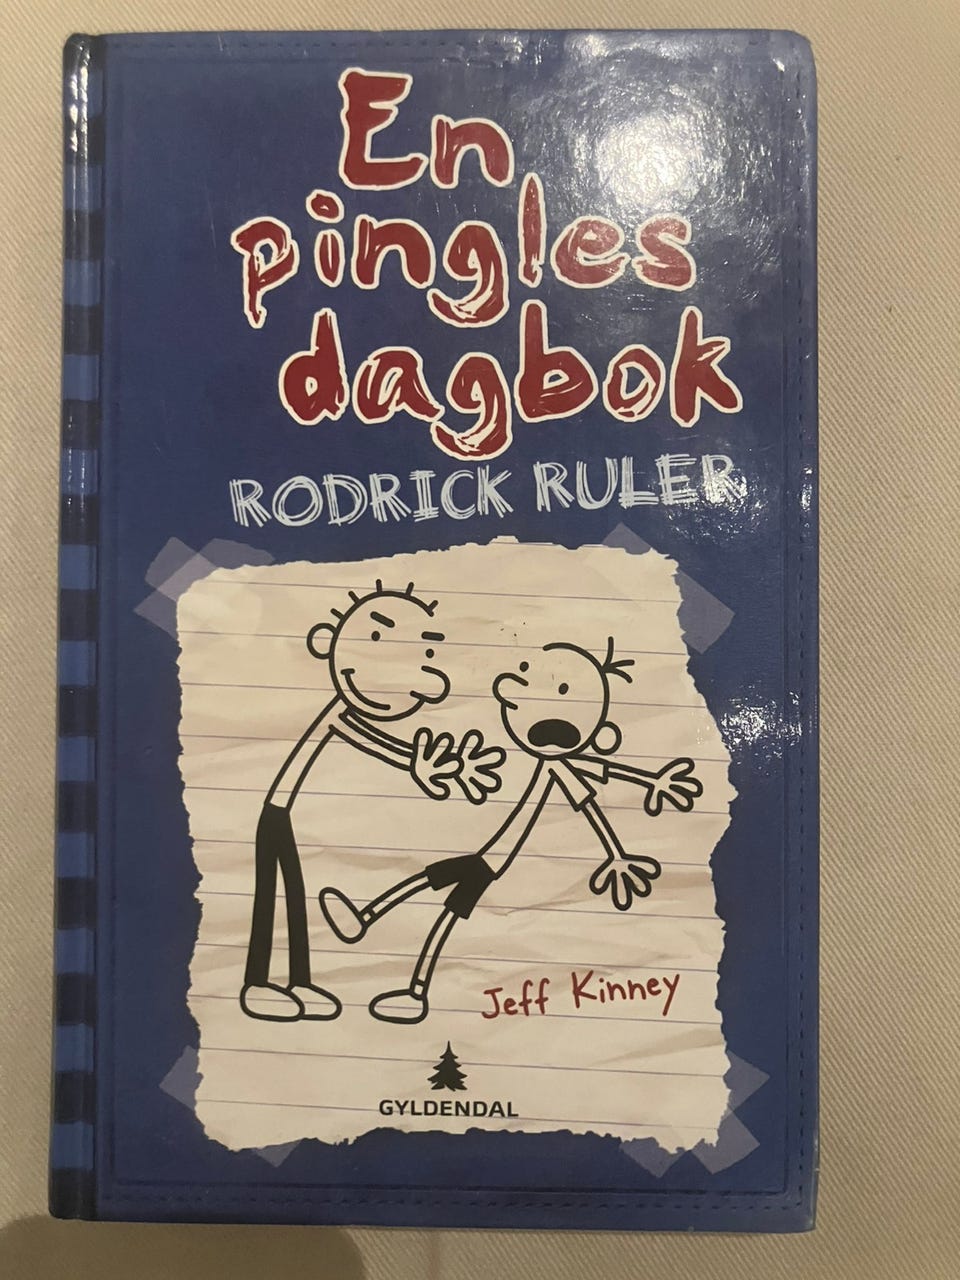 En
pingles
dagbok
RODRICK RULER
Jeff Kinney
GYLDENDAL